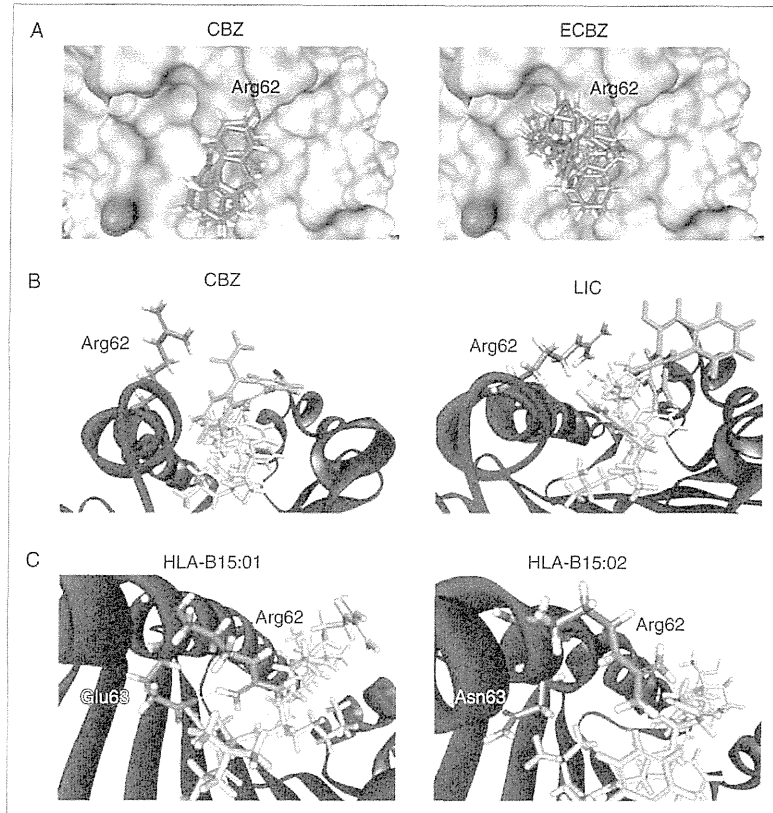 A
CBZ
ECBZ
Arg62
Arg62
B
CBZ
LIC
Arg62
Arg62
C
HLA-B15:01
HLA-B15:02
Arg62
Arg62
Glu63
Asn63